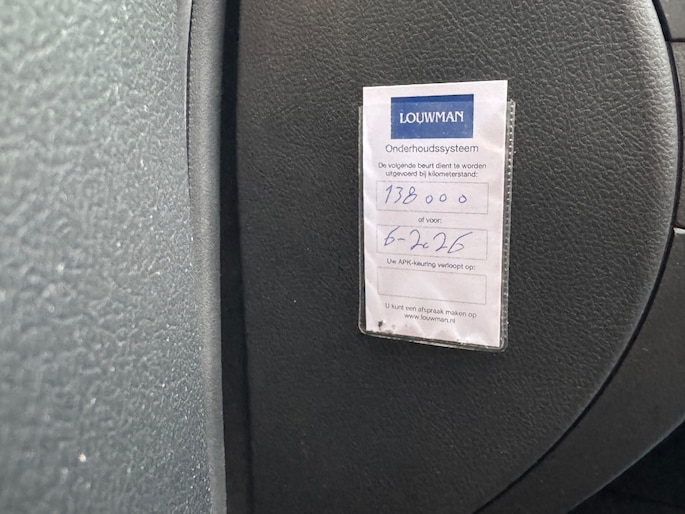 LOUWMAN
Onderhoudssysteem
De volgende beurt dient te worden
uitgevoerd bij kilometerstand:
138000
of voor:
6-2026
Uw APK-keuring verloopt op:
U kunt een afspraak maken op
www.louwman.nl